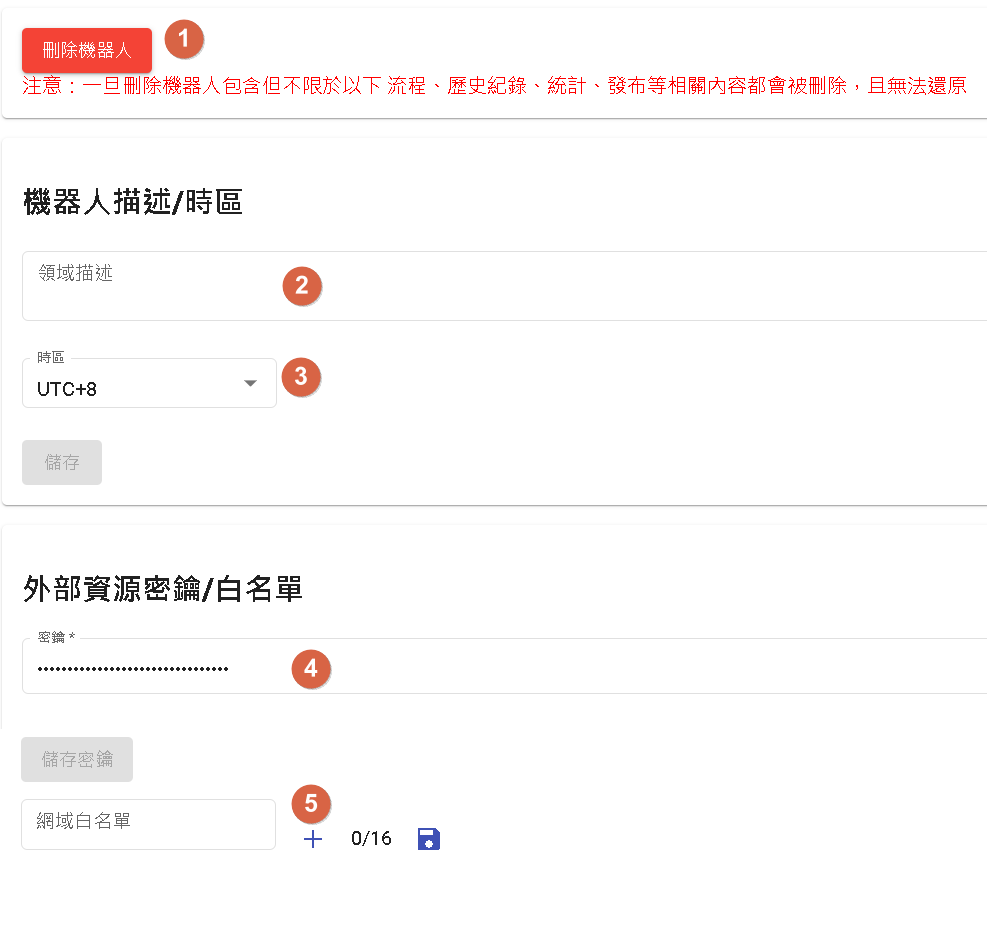 刪除機器人 1
注意：一旦刪除機器人包含但不限於以下 流程、歷史紀錄、統計、發布等相關內容都會被刪除，且無法還原
機器人描述/時區
領域描述 2
時區
UTC+8 3
儲存
外部資源密鑰/白名單
密鑰 *
•••••••••••••••••••••••••••••••• 4
儲存密鑰
5
網域白名單 + 0/16